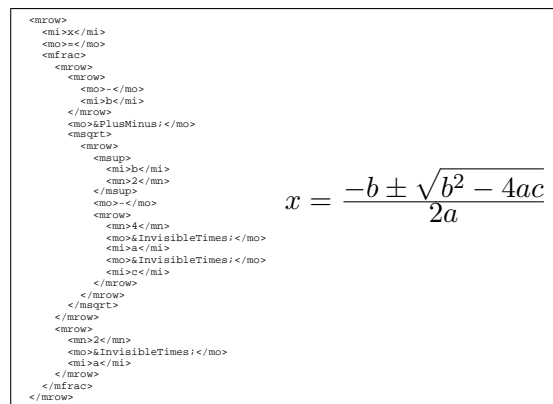 <mrow>
<mi>x</mi>
<mo>=</mo>
<mfrac>
<mrow>
<mrow>
<mo>-</mo>
<mi>b</mi>
</mrow>
<mo>&PlusMinus;</mo>
<msqrt>
<mrow>
<msup>
<mi>b</mi>
<mn>2</mn>
</msup>
<mo>-</mo>
<mrow>
<mn>4</mn>
<mo>&InvisibleTimes;</mo>
<mi>a</mi>
<mo>&InvisibleTimes;</mo>
<mi>c</mi>
</mrow>
</mrow>
</msqrt>
</mrow>
<mrow>
<mn>2</mn>
<mo>&InvisibleTimes;</mo>
<mi>a</mi>
</mrow>
</mfrac>
</mrow>
x = −b ± √b² − 4ac
2a